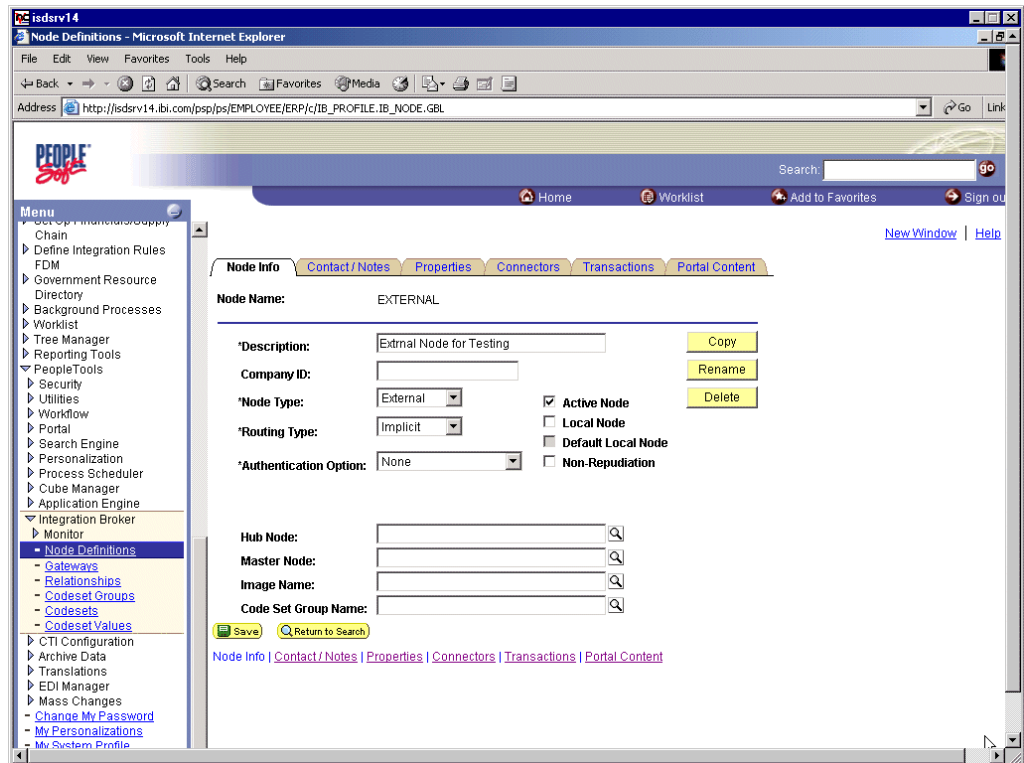 isdsrv14
Node Definitions - Microsoft Internet Explorer
File Edit View Favorites Tools Help
Back Search Favorites Media
Address http://isdsrv14.ibi.com/psp/ps/EMPLOYEE/ERP/c/IB_PROFILE.IB_NODE.GBL Go Link
PEOPLE Soft
Search: go
Home Worklist Add to Favorites Sign ou
Menu
Set Up Financials/Supply
Chain
Define Integration Rules
FDM
Government Resource
Directory
Background Processes
Worklist
Tree Manager
Reporting Tools
PeopleTools
Security
Utilities
Workflow
Portal
Search Engine
Personalization
Process Scheduler
Cube Manager
Application Engine
Integration Broker
Monitor
- Node Definitions
- Gateways
- Relationships
- Codeset Groups
- Codesets
- Codeset Values
CTI Configuration
Archive Data
Translations
EDI Manager
Mass Changes
- Change My Password
- My Personalizations
- My System Profile
New Window | Help
Node Info Contact / Notes Properties Connectors Transactions Portal Content
Node Name: EXTERNAL
*Description: Extrnal Node for Testing Copy
Company ID: Rename
*Node Type: External Active Node Delete
Local Node
*Routing Type: Implicit
Default Local Node
*Authentication Option: None Non-Repudiation
Hub Node:
Master Node:
Image Name:
Code Set Group Name:
Save Return to Search
Node Info | Contact / Notes | Properties | Connectors | Transactions | Portal Content